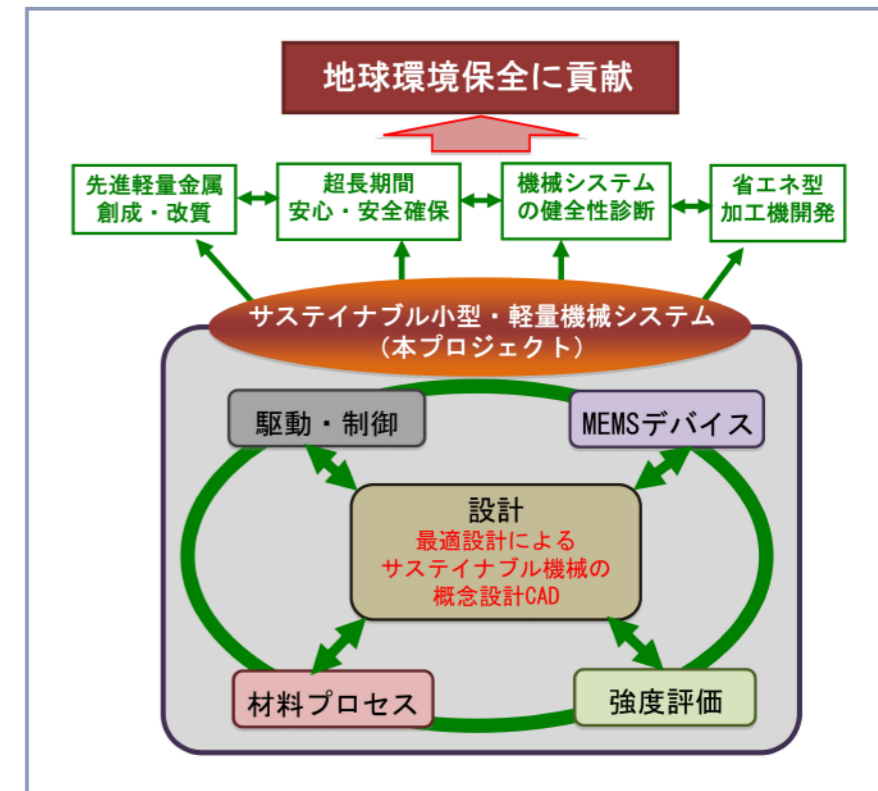 地球環境保全に貢献
先進軽量金属
創成・改質
超長期間
安心・安全確保
機械システム
の健全性診断
省エネ型
加工機開発
サステイナブル小型・軽量機械システム
（本プロジェクト）
駆動・制御
MEMSデバイス
設計
最適設計による
サステイナブル機械の
概念設計CAD
材料プロセス
強度評価